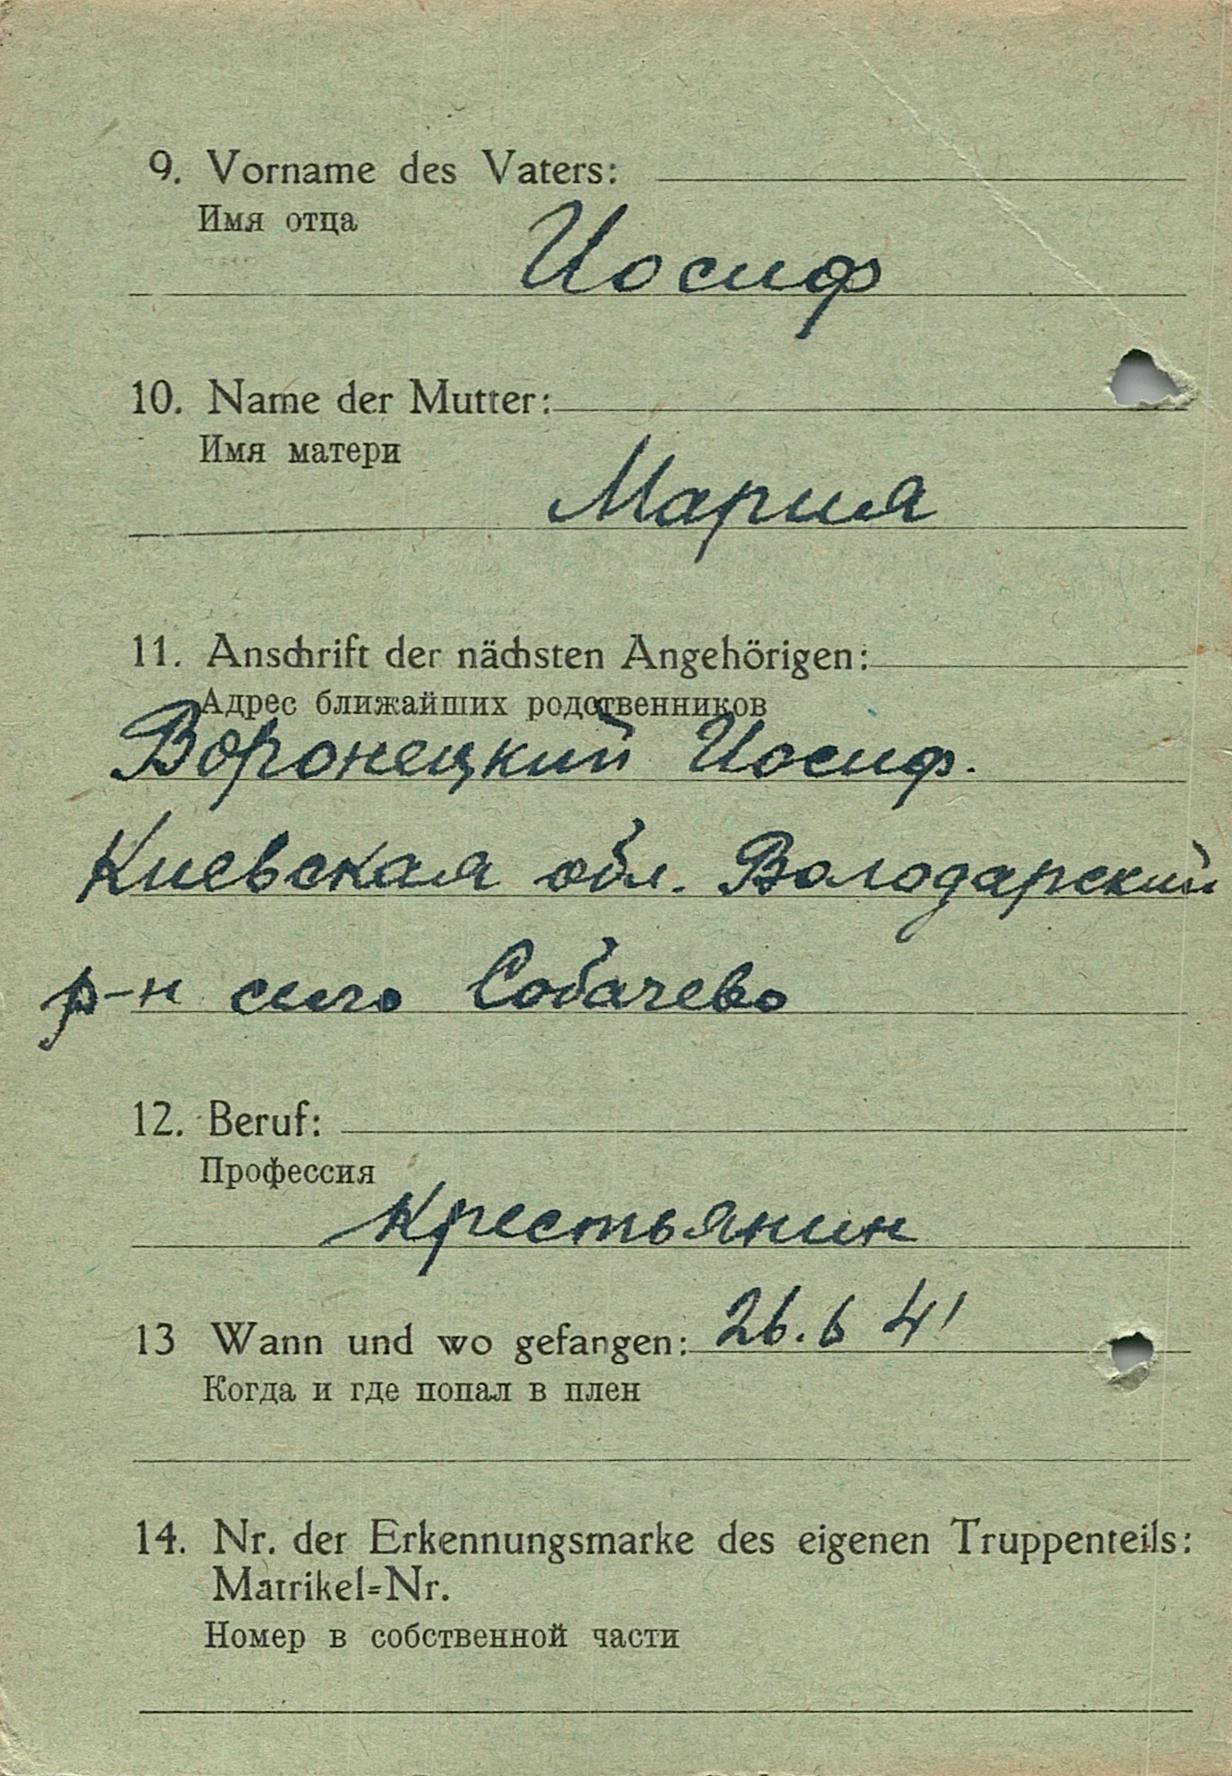 9. Vorname des Vaters:
Имя отца
Иосиф
10. Name der Mutter:
Имя матери
Мария
11. Anschrift der nächsten Angehörigen:
Адрес ближайших родственников
Воронецкий Иосиф.
Киевская обл. Володарский
р-н село Собачево
12. Beruf:
Профессия
Крестьянин
13 Wann und wo gefangen: 26.6 41
Когда и где попал в плен
14. Nr. der Erkennungsmarke des eigenen Truppenteils:
Matrikel=Nr.
Номер в собственной части